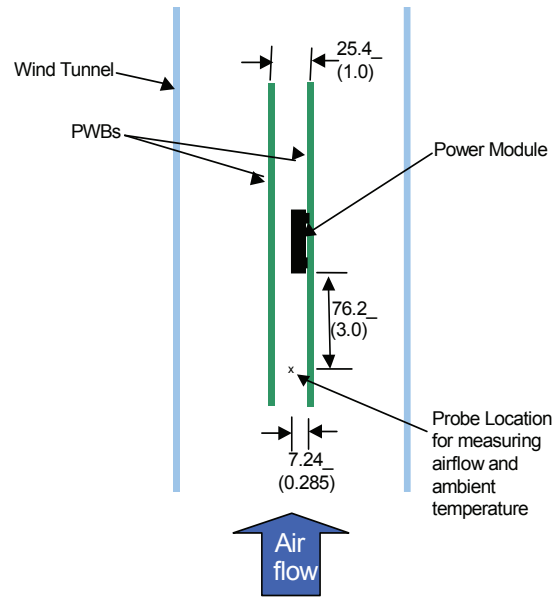 25.4_
(1.0)
Wind Tunnel
PWBs
Power Module
76.2_
(3.0)
x
Probe Location
for measuring
airflow and
ambient
temperature
7.24_
(0.285)
Air
flow